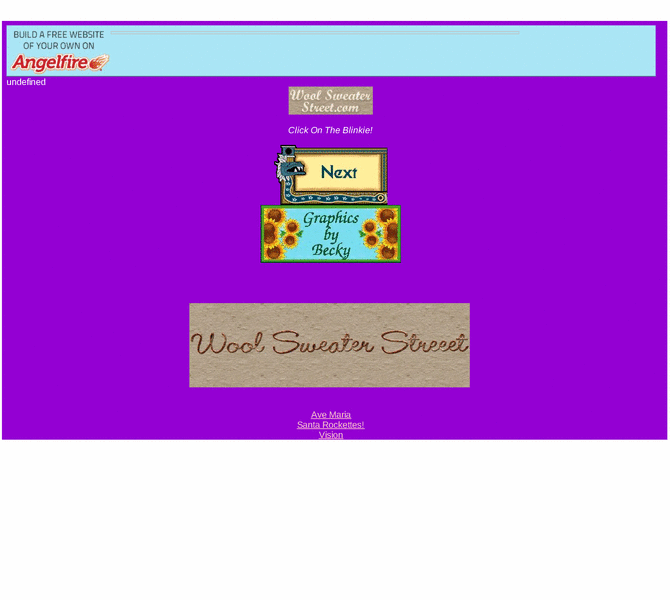 BUILD A FREE WEBSITE
OF YOUR OWN ON
Angelfire
undefined
Wool Sweater
Street.com
Click On The Blinkie!
Next
Graphics
by
Becky
Wool Sweater Streeet
Ave Maria
Santa Rockettes!
Vision